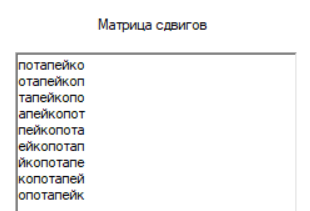 Матрица сдвигов
потапейко
отапейкоп
тапейкопо
апейкопот
пейкопота
ейкопотап
йкопотапе
копотапей
опотапейк